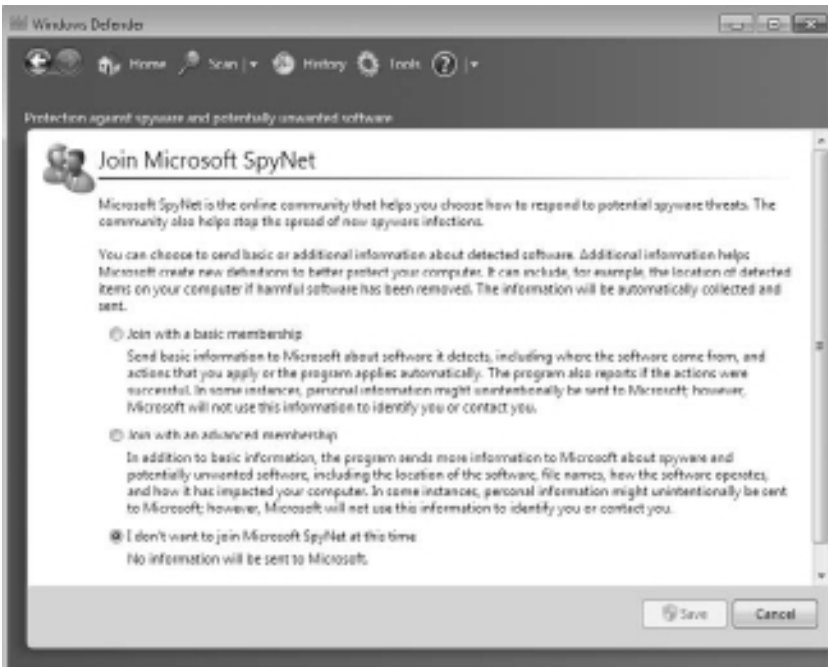 Windows Defender
Home Scan History Tools
Protection against spyware and potentially unwanted software
Join Microsoft SpyNet
Microsoft SpyNet is the online community that helps you choose how to respond to potential spyware threats. The
community also helps stop the spread of new spyware infections.
You can choose to send basic or additional information about detected software. Additional information helps
Microsoft create new definitions to better protect your computer. It can include, for example, the location of detected
items on your computer if harmful software has been removed. The information will be automatically collected and
sent.
Join with a basic membership
Send basic information to Microsoft about software it detects, including where the software came from, and
actions that you apply or the program applies automatically. The program also reports if the actions were
successful. In some instances, personal information might unintentionally be sent to Microsoft; however,
Microsoft will not use this information to identify you or contact you.
Join with an advanced membership
In addition to basic information, the program sends more information to Microsoft about spyware and
potentially unwanted software, including the location of the software, file names, how the software operates,
and how it has impacted your computer. In some instances, personal information might unintentionally be sent
to Microsoft; however, Microsoft will not use this information to identify you or contact you.
I don't want to join Microsoft SpyNet at this time
No information will be sent to Microsoft.
Save Cancel